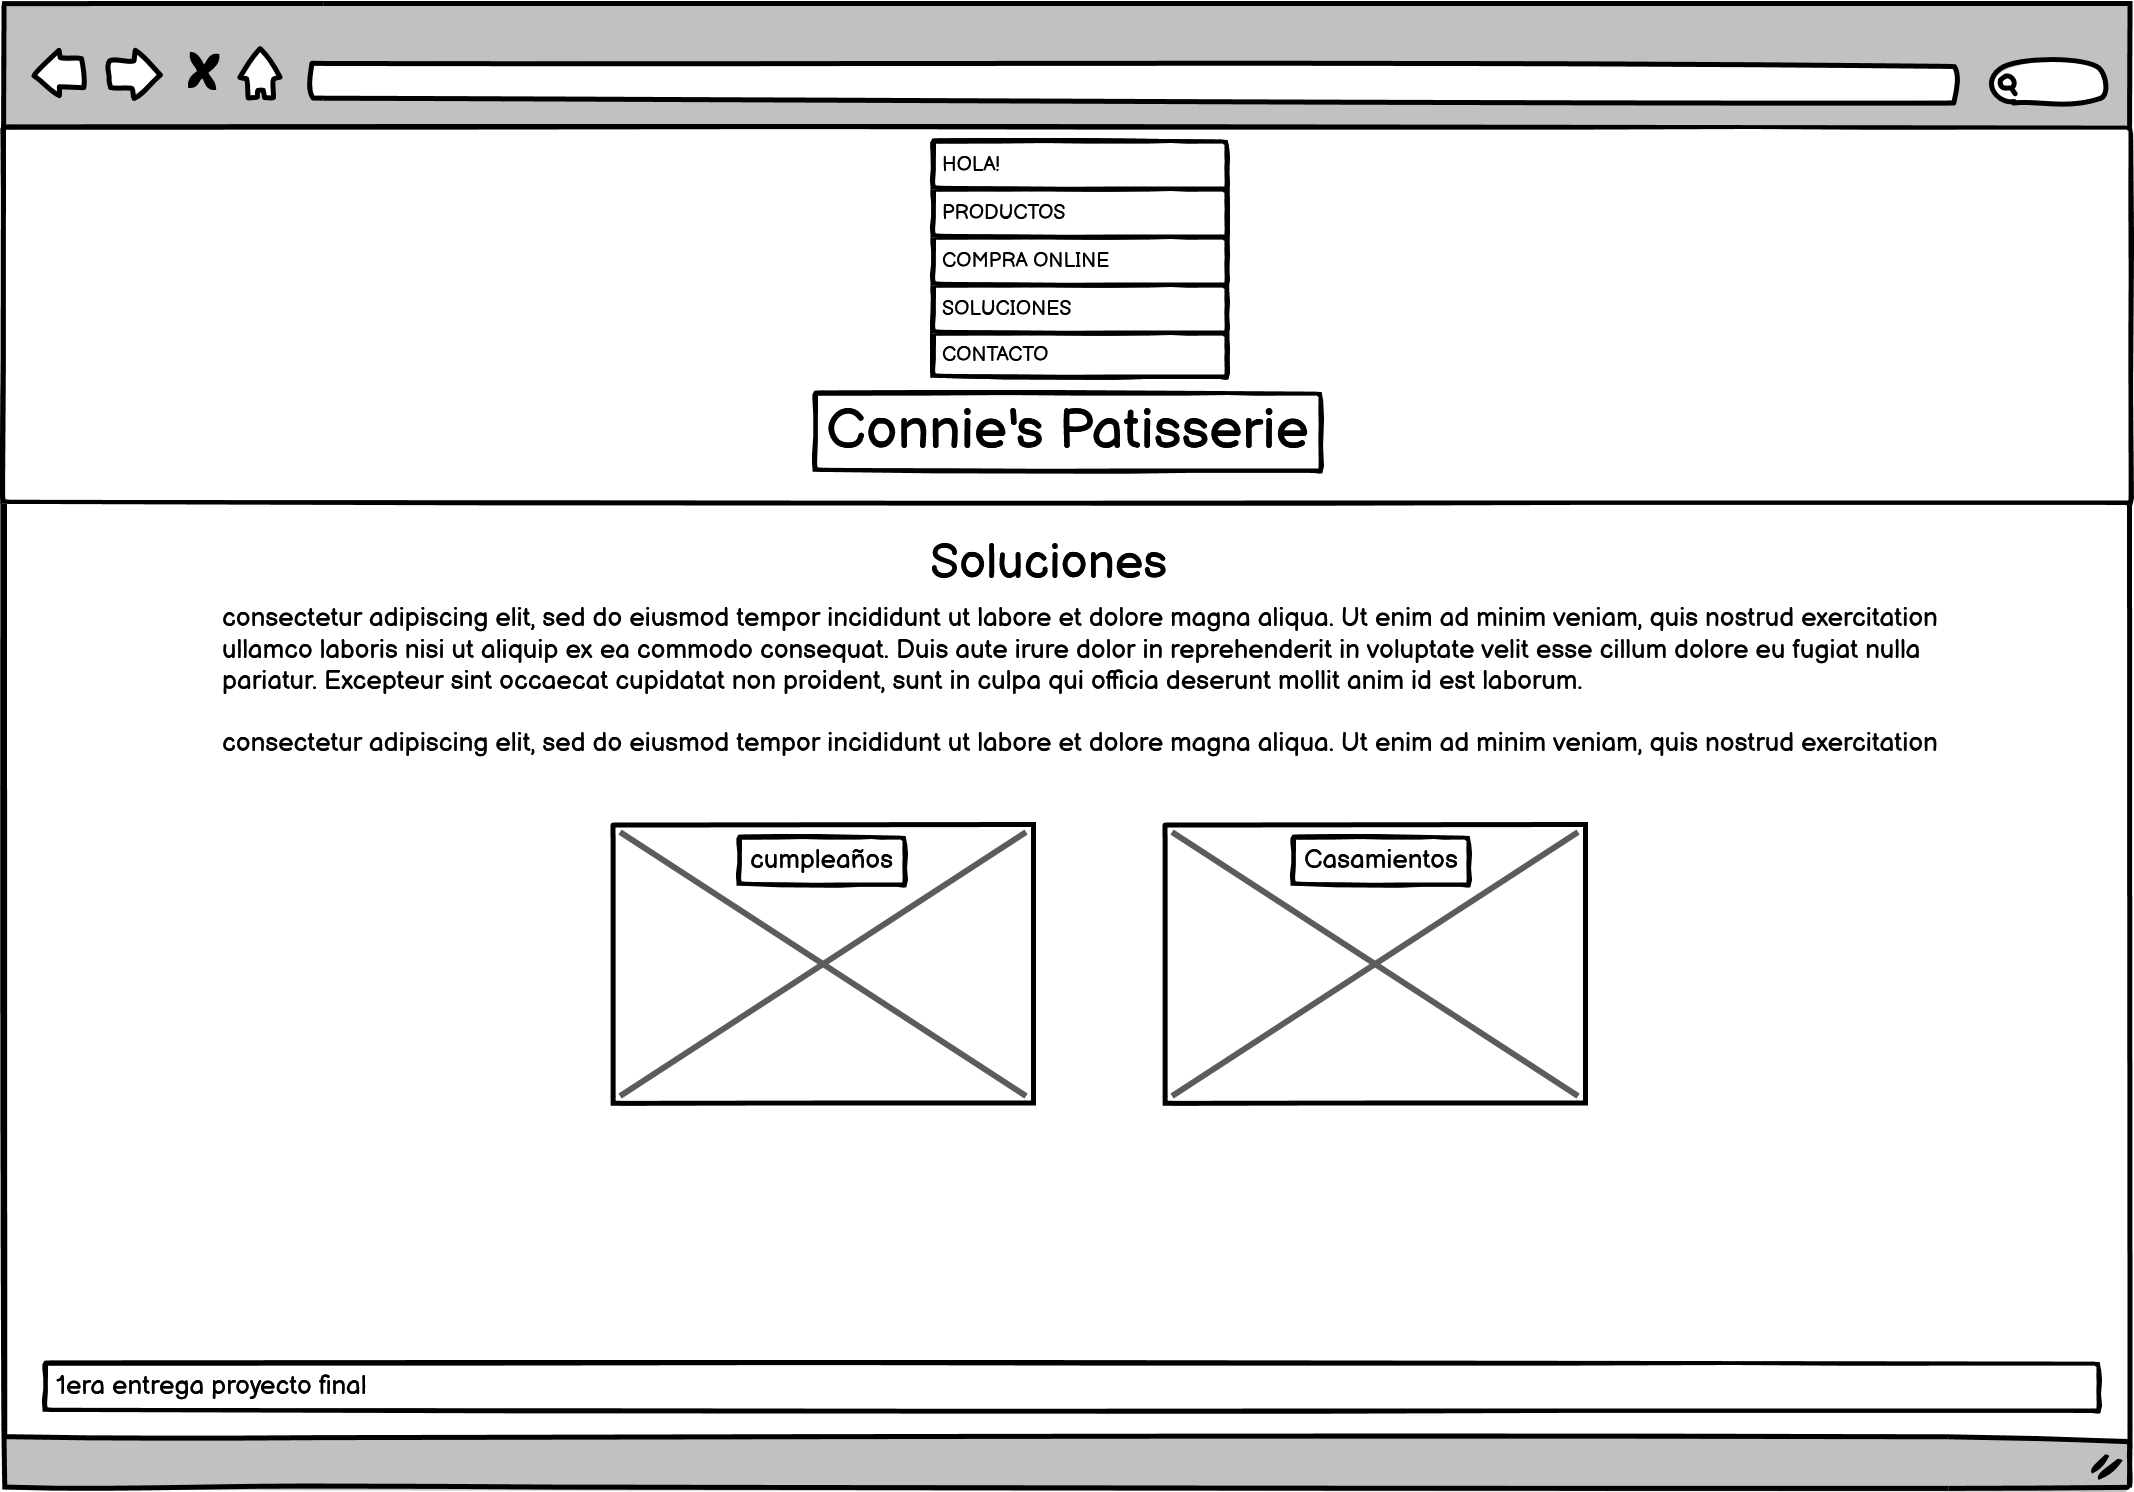 HOLA!
PRODUCTOS
COMPRA ONLINE
SOLUCIONES
CONTACTO
Connie's Patisserie
Soluciones
consectetur adipiscing elit, sed do eiusmod tempor incididunt ut labore et dolore magna aliqua. Ut enim ad minim veniam, quis nostrud exercitation
ullamco laboris nisi ut aliquip ex ea commodo consequat. Duis aute irure dolor in reprehenderit in voluptate velit esse cillum dolore eu fugiat nulla
pariatur. Excepteur sint occaecat cupidatat non proident, sunt in culpa qui officia deserunt mollit anim id est laborum.
consectetur adipiscing elit, sed do eiusmod tempor incididunt ut labore et dolore magna aliqua. Ut enim ad minim veniam, quis nostrud exercitation
cumpleaños
Casamientos
1era entrega proyecto final